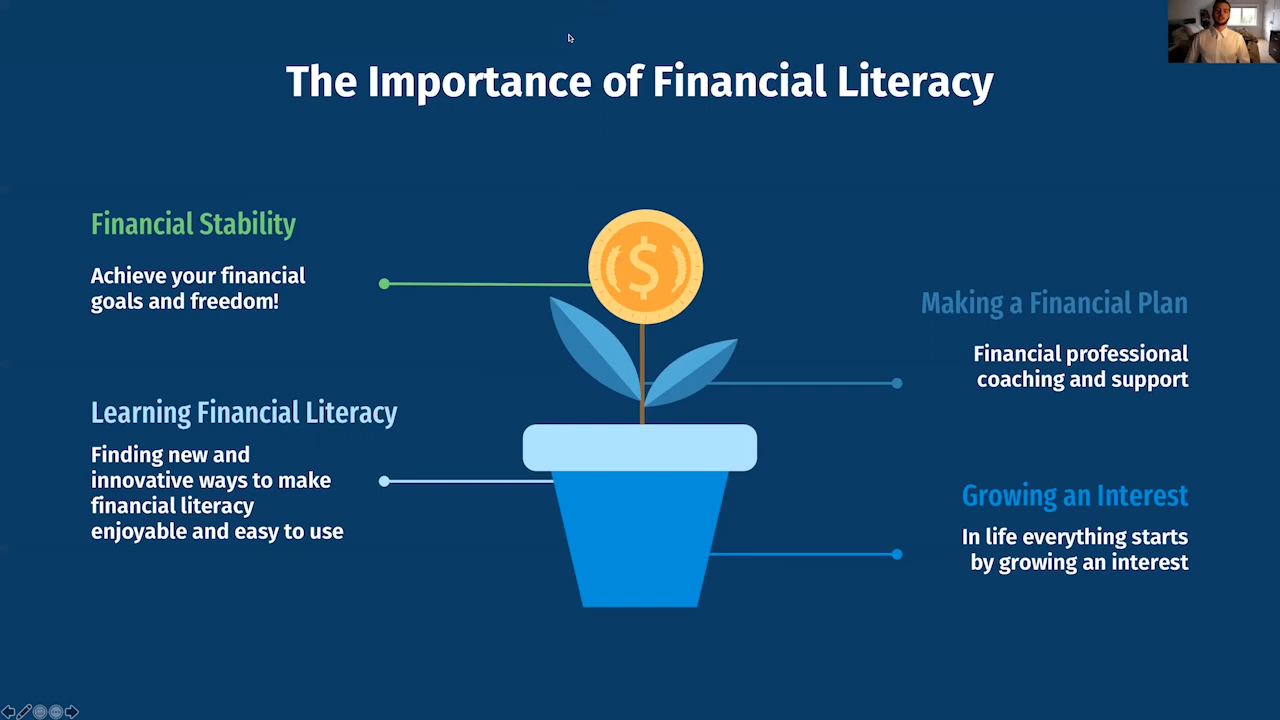 The Importance of Financial Literacy
Financial Stability
Achieve your financial
goals and freedom!
Learning Financial Literacy
Finding new and
innovative ways to make
financial literacy
enjoyable and easy to use
$
Making a Financial Plan
Financial professional
coaching and support
Growing an Interest
In life everything starts
by growing an interest